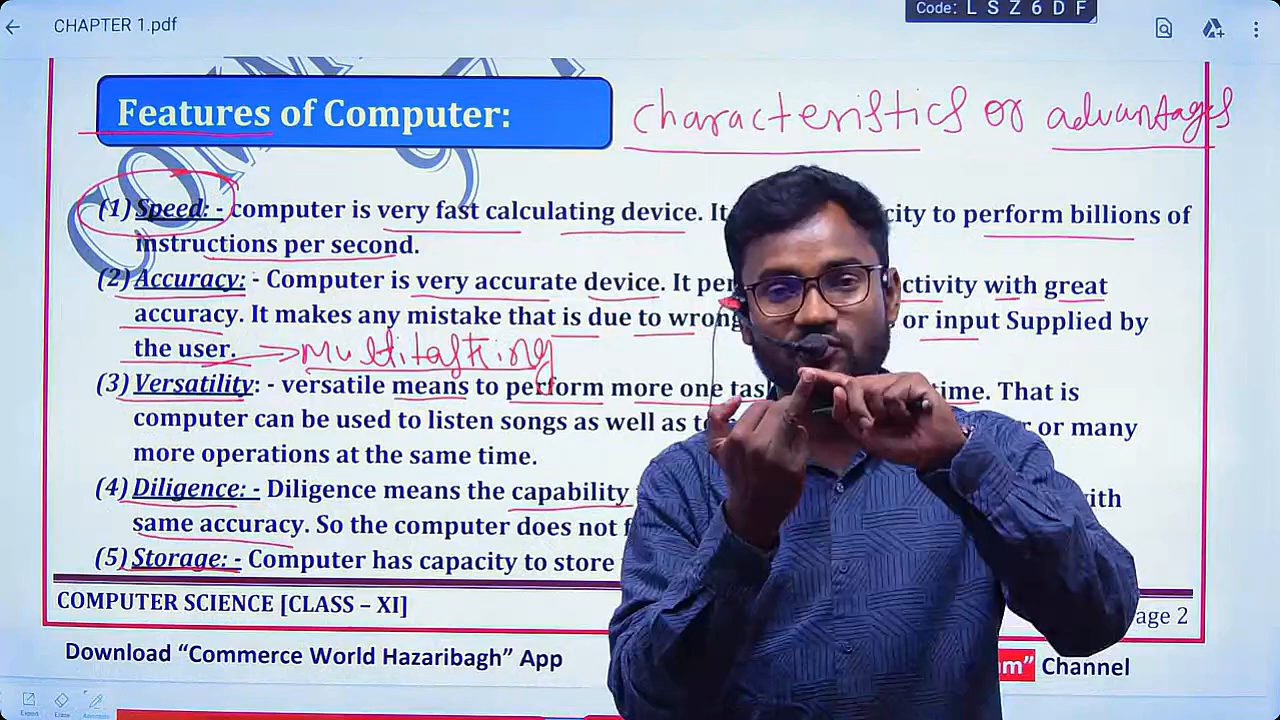 Code: L S Z 6 D F
CHAPTER 1.pdf
Features of Computer: characteristics or advantages
(1) Speed: - computer is very fast calculating device. It city to perform billions of
instructions per second.
(2) Accuracy: - Computer is very accurate device. It ctivity with great
accuracy. It makes any mistake that is due to wrong or input Supplied by
the user. Multitasking
(3) Versatility: - versatile means to perform more one time. That is
computer can be used to listen songs as well as or many
more operations at the same time.
(4) Diligence: - Diligence means the capability with
same accuracy. So the computer does not
(5) Storage: - Computer has capacity to store
COMPUTER SCIENCE [CLASS – XI] age 2
Download “Commerce World Hazaribagh” App m” Channel
Export